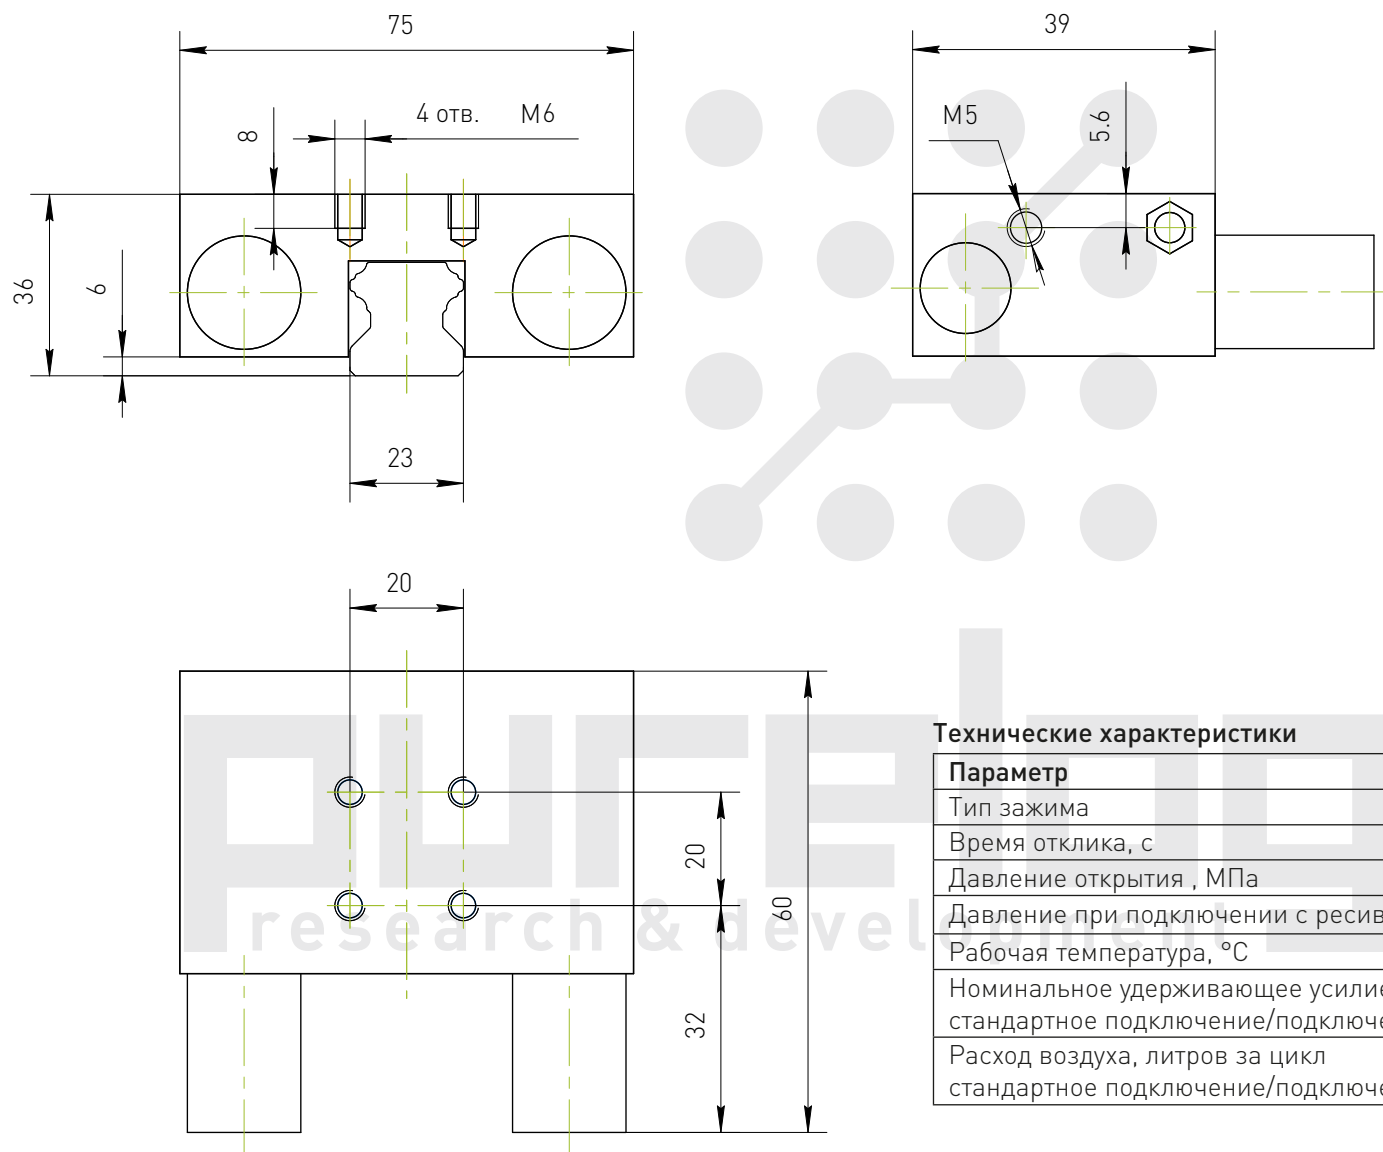 75
39
4 отв. M6
8
M5
5.6
36
6
23
20
20
60
32
purelogic
research & development
Технические характеристики
Параметр
Тип зажима
Время отклика, с
Давление открытия , МПа
Давление при подключении с ресив
Рабочая температура, °C
Номинальное удерживающее усилие
стандартное подключение/подключе
Расход воздуха, литров за цикл
стандартное подключение/подключе